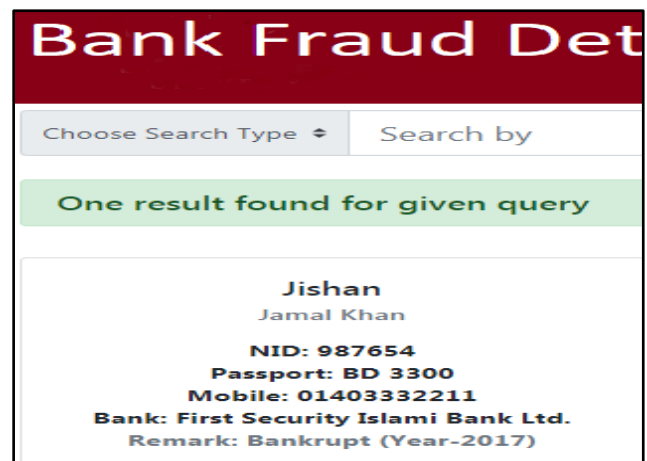 Bank Fraud Det
Choose Search Type
Search by
One result found for given query
Jishan
Jamal Khan
NID: 987654
Passport: BD 3300
Mobile: 01403332211
Bank: First Security Islami Bank Ltd.
Remark: Bankrupt (Year-2017)